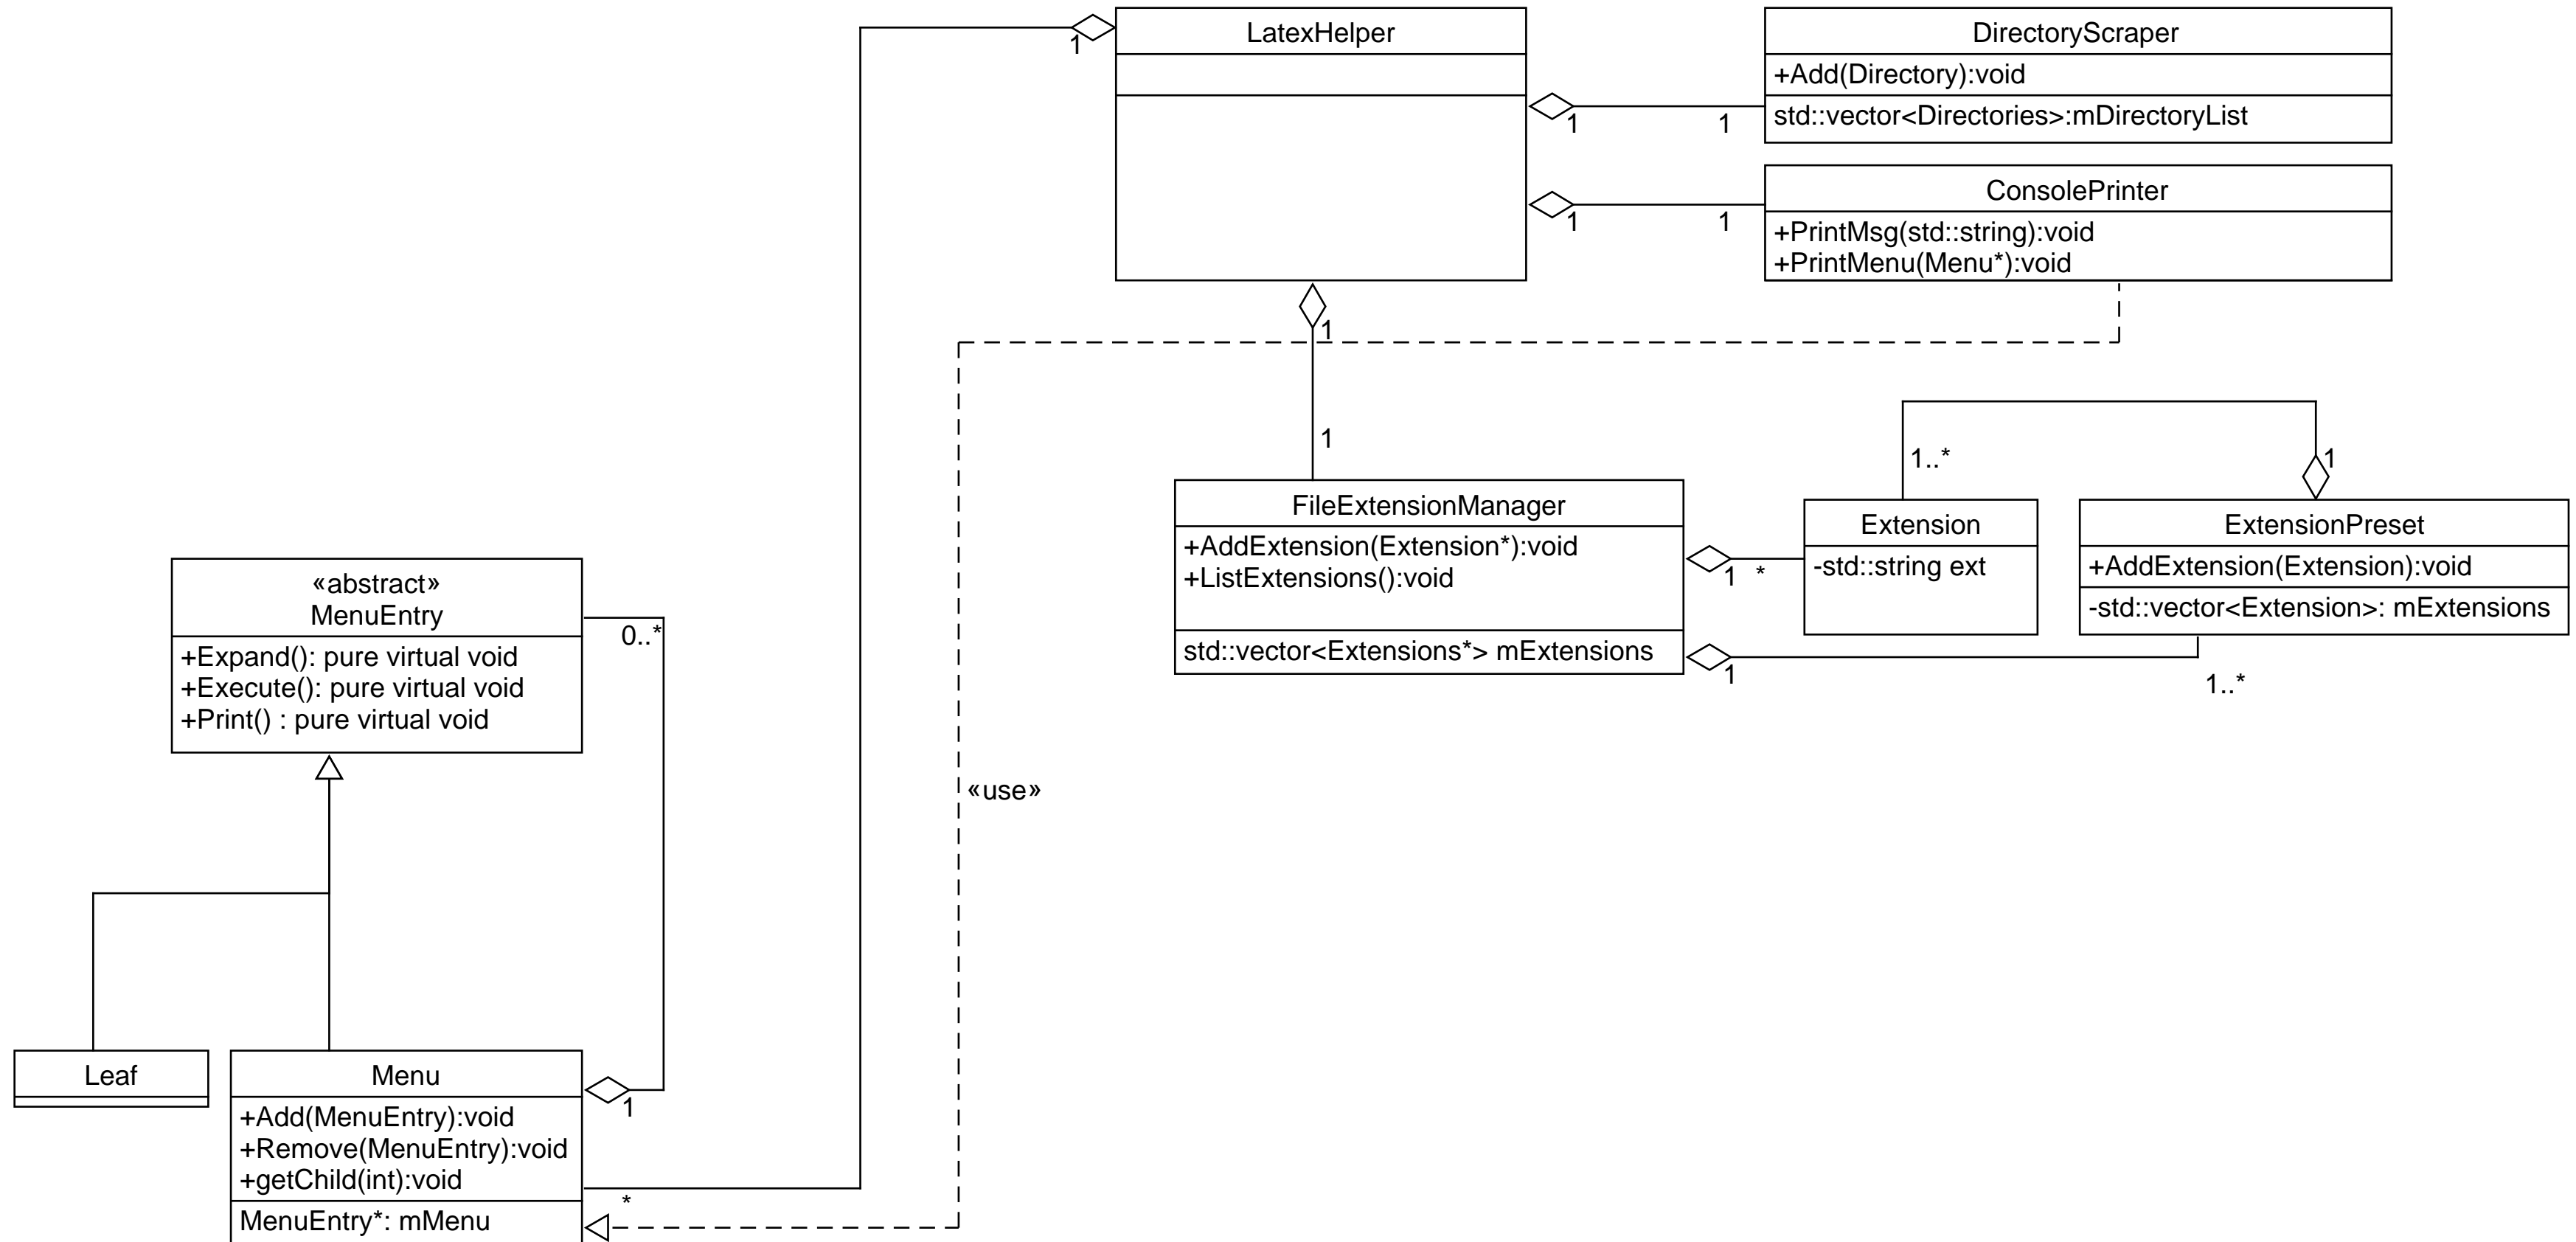 LatexHelper
1
DirectoryScraper
+Add(Directory):void
std::vector<Directories>:mDirectoryList
1
1
ConsolePrinter
+PrintMsg(std::string):void
+PrintMenu(Menu*):void
1
1
1
1
FileExtensionManager
+AddExtension(Extension*):void
+ListExtensions():void
std::vector<Extensions*> mExtensions
1
*
1
1..*
Extension
-std::string ext
1..*
1
ExtensionPreset
+AddExtension(Extension):void
-std::vector<Extension>: mExtensions
«abstract»
MenuEntry
+Expand(): pure virtual void
+Execute(): pure virtual void
+Print() : pure virtual void
0..*
«use»
Leaf
Menu
+Add(MenuEntry):void
+Remove(MenuEntry):void
+getChild(int):void
MenuEntry*: mMenu
1
*